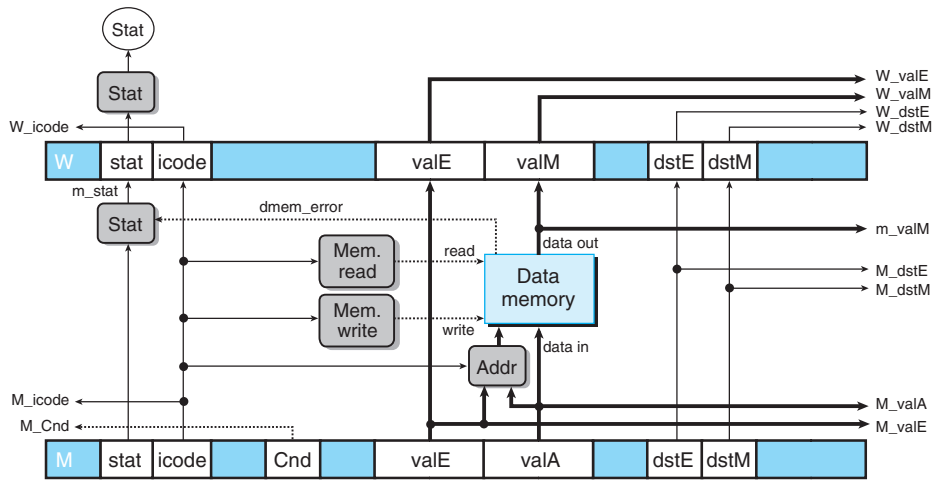 Stat
W_valE
Stat
W_valM
W_dstE
W_icode
W_dstM
W stat icode valE valM dstE dstM
m_stat
dmem_error
Stat
m_valM
data out
Mem. read
read
Data memory
M_dstE
M_dstM
Mem. write
write
data in
Addr
M_icode
M_valA
M_Cnd
M_valE
M stat icode Cnd valE valA dstE dstM